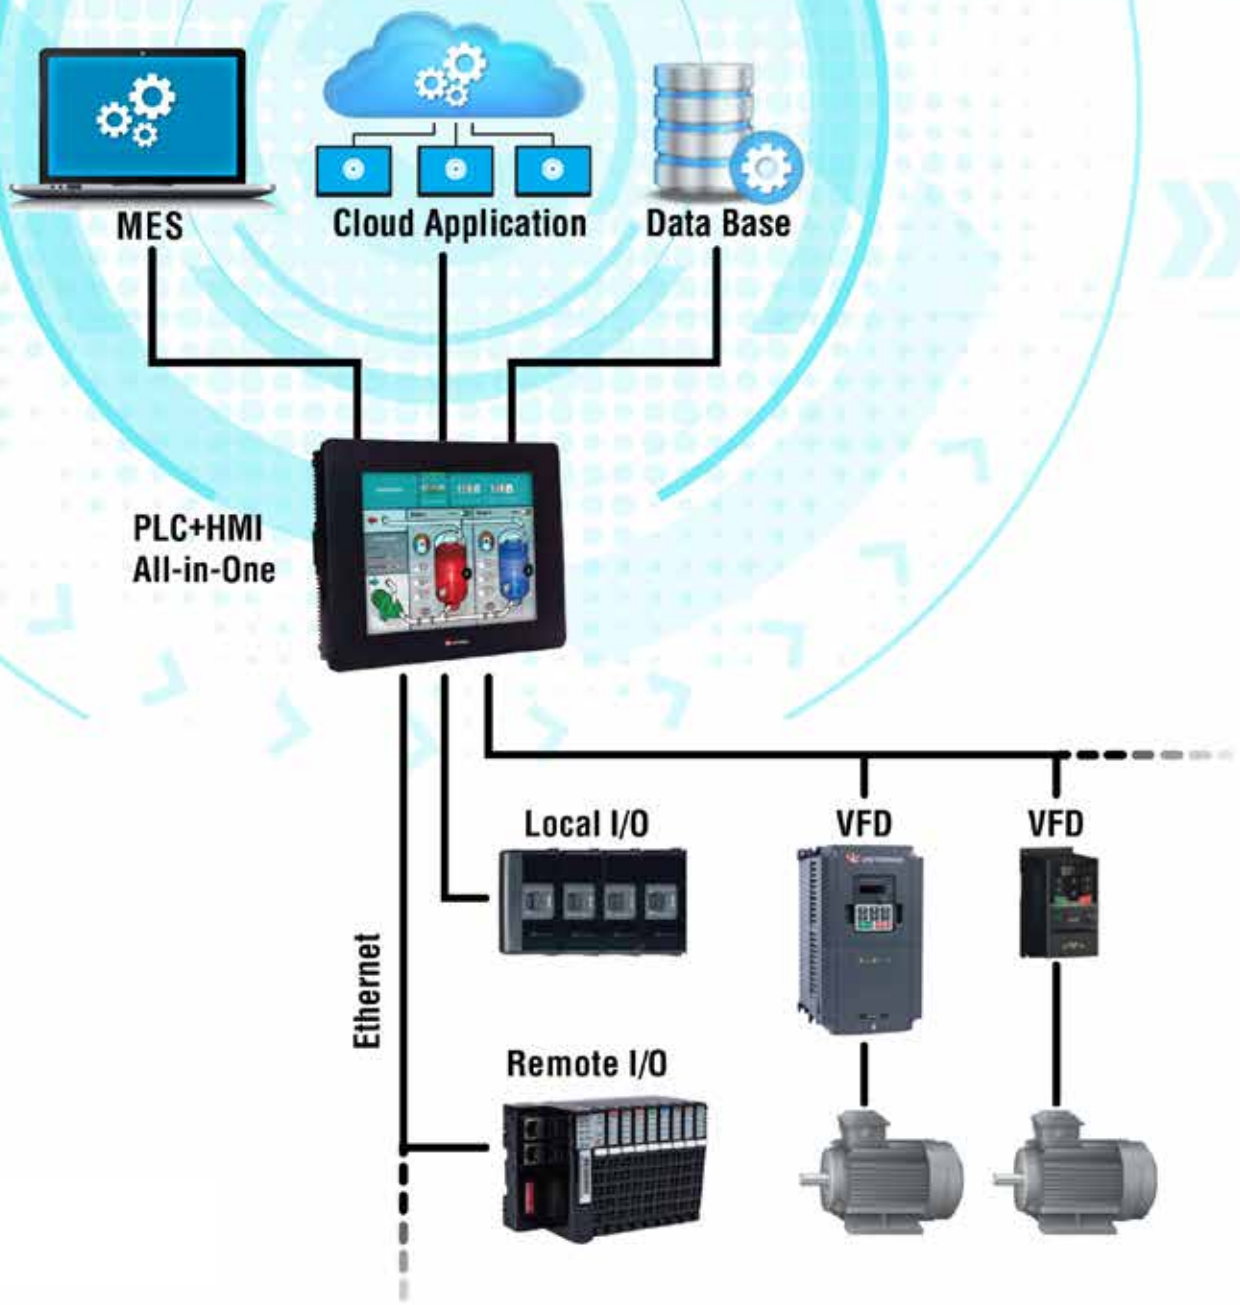 MES
Cloud Application
Data Base
PLC+HMI
All-in-One
Local I/O
VFD
VFD
Ethernet
Remote I/O